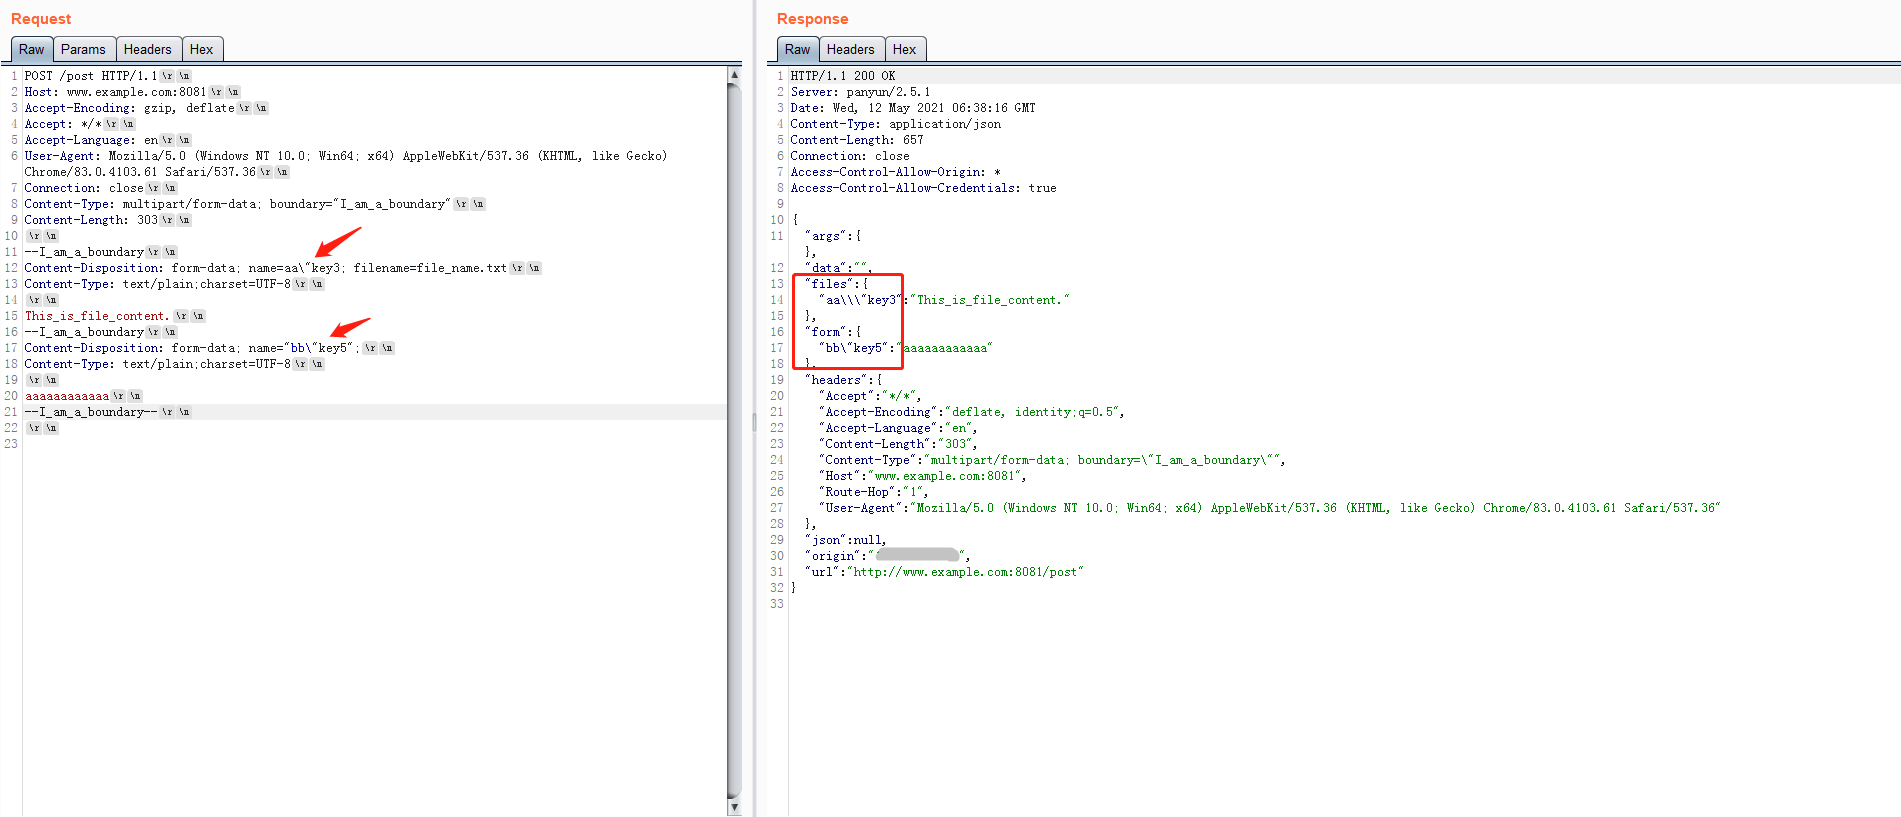 Request
Raw Params Headers Hex
1 POST /post HTTP/1.1 \r \n
2 Host: www.example.com:8081 \r \n
3 Accept-Encoding: gzip, deflate \r \n
4 Accept: */* \r \n
5 Accept-Language: en \r \n
6 User-Agent: Mozilla/5.0 (Windows NT 10.0; Win64; x64) AppleWebKit/537.36 (KHTML, like Gecko)
Chrome/83.0.4103.61 Safari/537.36 \r \n
7 Connection: close \r \n
8 Content-Type: multipart/form-data; boundary="I_am_a_boundary" \r \n
9 Content-Length: 303 \r \n
10 \r \n
11 --I_am_a_boundary \r \n
12 Content-Disposition: form-data; name=aa\"key3; filename=file_name.txt \r \n
13 Content-Type: text/plain;charset=UTF-8 \r \n
14 \r \n
15 This_is_file_content. \r \n
16 --I_am_a_boundary \r \n
17 Content-Disposition: form-data; name="bb\"key5"; \r \n
18 Content-Type: text/plain;charset=UTF-8 \r \n
19 \r \n
20 aaaaaaaaaaaa \r \n
21 --I_am_a_boundary-- \r \n
22 \r \n
23
Response
Raw Headers Hex
1 HTTP/1.1 200 OK
2 Server: panyun/2.5.1
3 Date: Wed, 12 May 2021 06:38:16 GMT
4 Content-Type: application/json
5 Content-Length: 657
6 Connection: close
7 Access-Control-Allow-Origin: *
8 Access-Control-Allow-Credentials: true
9
10 {
11 "args":{
},
12 "data":"",
13 "files":{
14 "aa\\\"key3":"This_is_file_content."
15 },
16 "form":{
17 "bb\"key5":"aaaaaaaaaaaa"
18 },
19 "headers":{
20 "Accept":"*/*",
21 "Accept-Encoding":"deflate, identity;q=0.5",
22 "Accept-Language":"en",
23 "Content-Length":"303",
24 "Content-Type":"multipart/form-data; boundary=\"I_am_a_boundary\"",
25 "Host":"www.example.com:8081",
26 "Route-Hop":"1",
27 "User-Agent":"Mozilla/5.0 (Windows NT 10.0; Win64; x64) AppleWebKit/537.36 (KHTML, like Gecko) Chrome/83.0.4103.61 Safari/537.36"
28 },
29 "json":null,
30 "origin":" ",
31 "url":"http://www.example.com:8081/post"
32 }
33